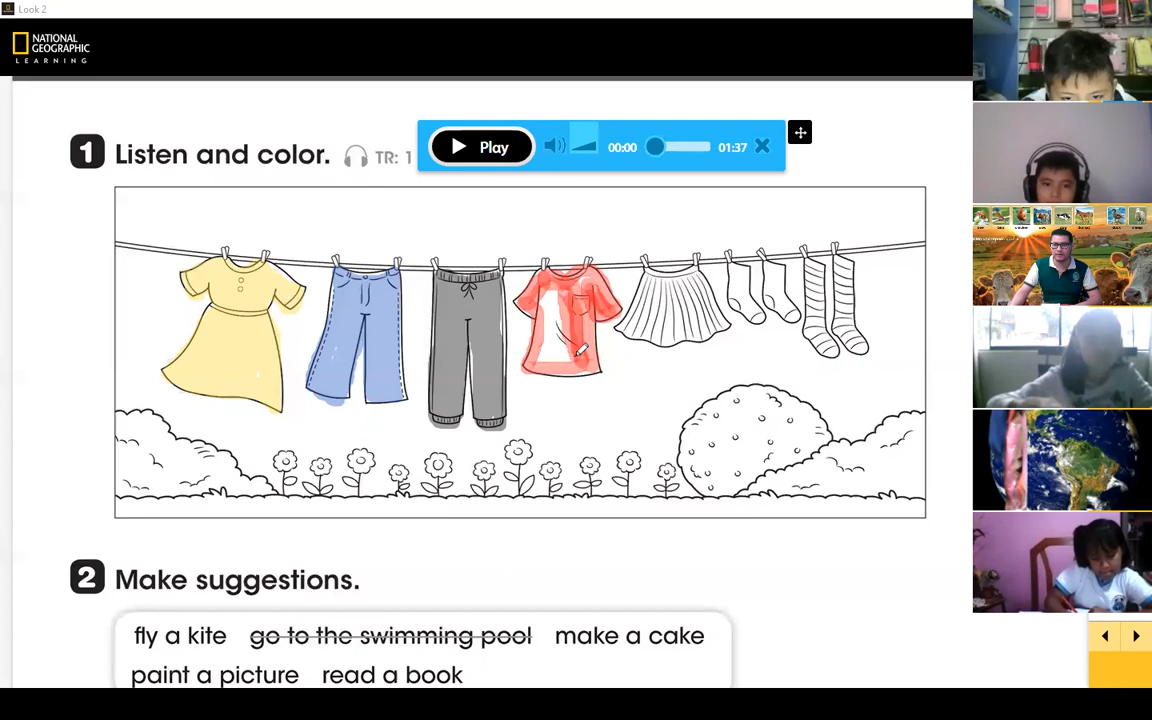 Look 2
NATIONAL
GEOGRAPHIC
LEARNING
1 Listen and color. TR: 1
Play 00:00 01:37
2 Make suggestions.
fly a kite go to the swimming pool make a cake
paint a picture read a book